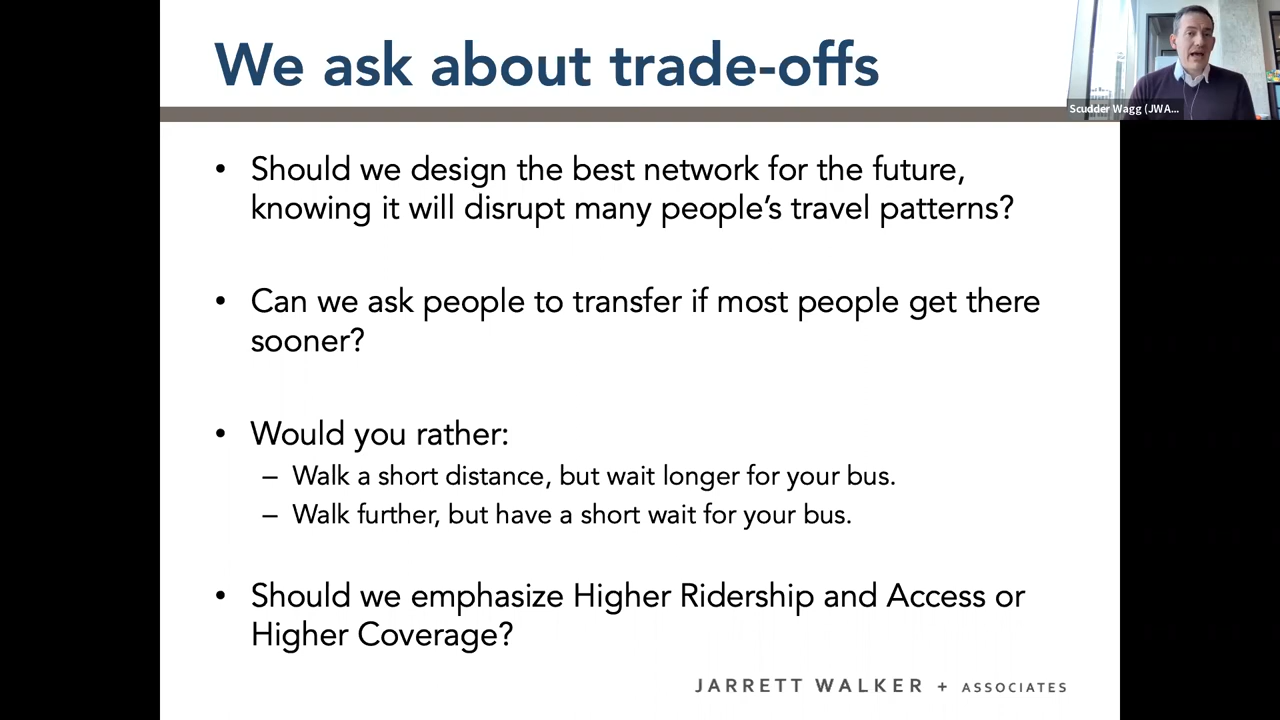 We ask about trade-offs
Scudder Wagg (JWA...
• Should we design the best network for the future,
knowing it will disrupt many people’s travel patterns?
• Can we ask people to transfer if most people get there
sooner?
• Would you rather:
– Walk a short distance, but wait longer for your bus.
– Walk further, but have a short wait for your bus.
• Should we emphasize Higher Ridership and Access or
Higher Coverage?
JARRETT WALKER + ASSOCIATES